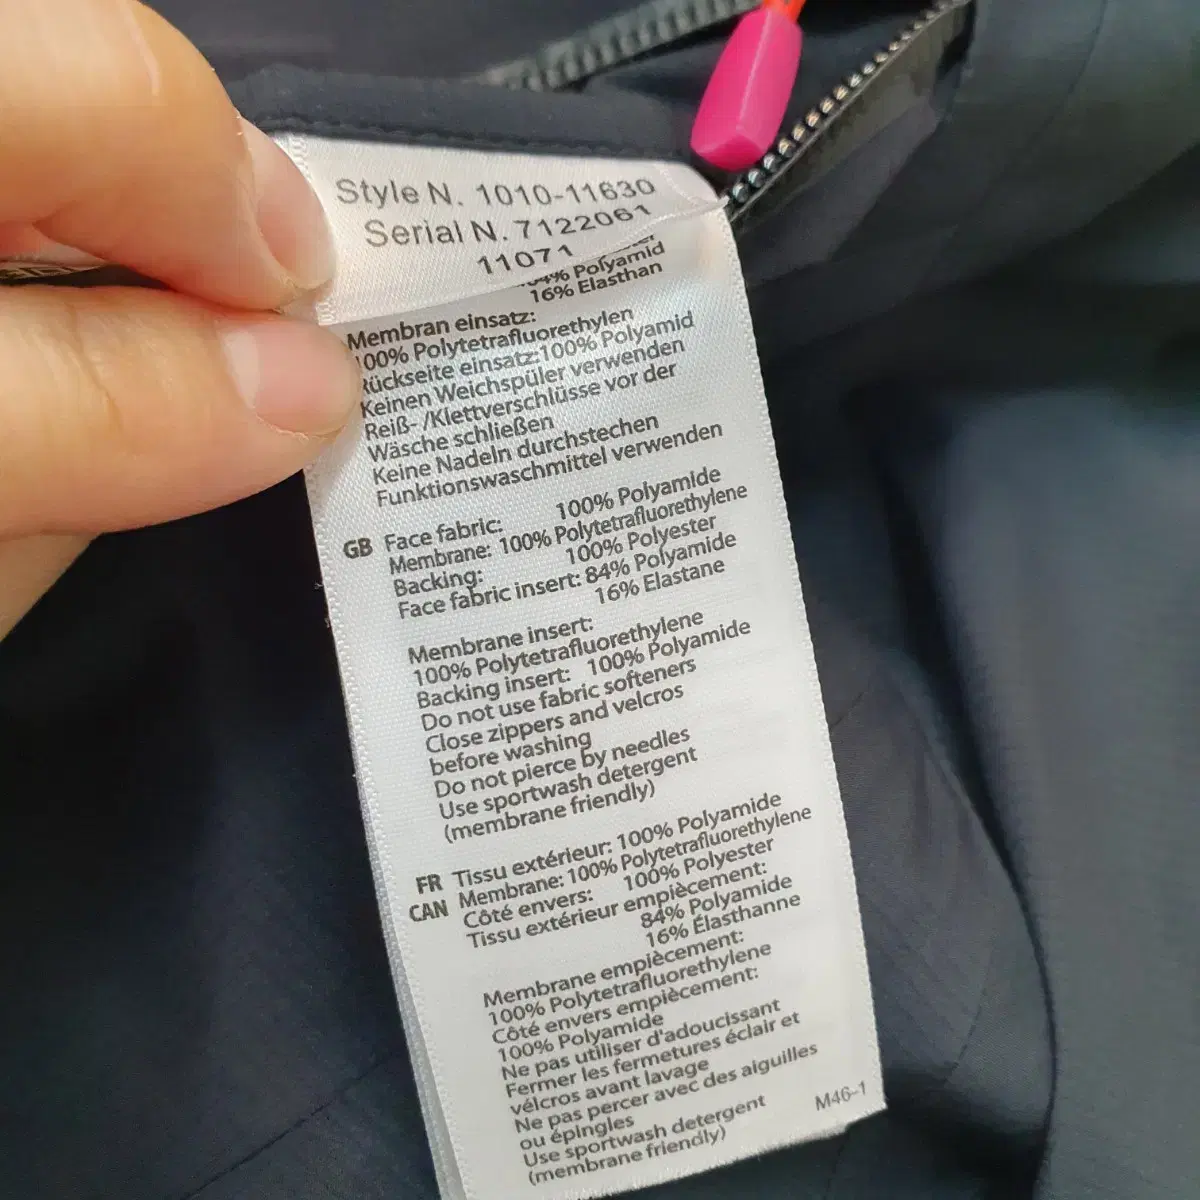 Style N. 1010-11630
Serial N. 7122061
11071
84% Polyamid
16% Elasthan
Membran einsatz:
100% Polytetrafluorethylen
Rückseite einsatz:100% Polyamid
Keinen Weichspüler verwenden
Reiß- /Klettverschlüsse vor der
Wäsche schließen
Keine Nadeln durchstechen
Funktionswaschmittel verwenden
GB Face fabric: 100% Polyamide
Membrane: 100% Polytetrafluorethylene
Backing: 100% Polyester
Face fabric insert: 84% Polyamide
16% Elastane
Membrane insert:
100% Polytetrafluorethylene
Backing insert: 100% Polyamide
Do not use fabric softeners
Close zippers and velcros
before washing
Do not pierce by needles
Use sportwash detergent
(membrane friendly)
FR Tissu extérieur: 100% Polyamide
CAN Membrane: 100% Polytetrafluorethylene
Côté envers: 100% Polyester
Tissu extérieur empiècement:
84% Polyamide
16% Élasthanne
Membrane empiècement:
100% Polytetrafluorethylene
Côté envers empiècement:
100% Polyamide
Ne pas utiliser d'adoucissant
Fermer les fermetures éclair et
vélcros avant lavage
Ne pas percer avec des aiguilles
ou épingles
Use sportwash detergent
(membrane friendly)
M46-1